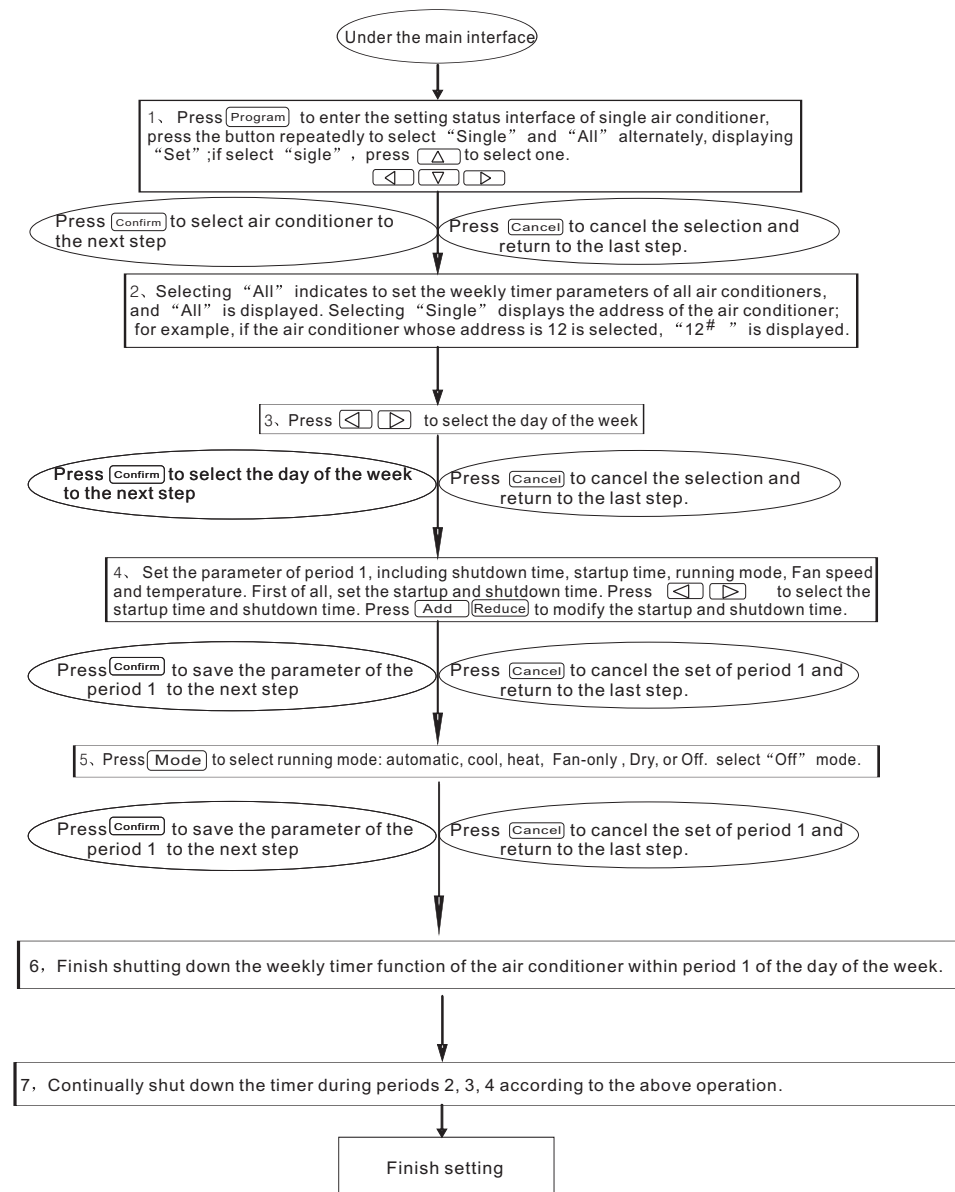 Under the main interface
1、 Press Program to enter the setting status interface of single air conditioner,
press the button repeatedly to select “Single” and “All” alternately, displaying
“Set” ;if select “sigle” , press △ to select one.
◁ ▽ ▷
Press Confirm to select air conditioner to
the next step
Press Cancel to cancel the selection and
return to the last step.
2、Selecting “All” indicates to set the weekly timer parameters of all air conditioners,
and “All” is displayed. Selecting “Single” displays the address of the air conditioner;
for example, if the air conditioner whose address is 12 is selected, “12# ” is displayed.
3、Press ◁ ▷ to select the day of the week
Press Confirm to select the day of the week
to the next step
Press Cancel to cancel the selection and
return to the last step.
4、 Set the parameter of period 1, including shutdown time, startup time, running mode, Fan speed
and temperature. First of all, set the startup and shutdown time. Press ◁ ▷ to select the
startup time and shutdown time. Press Add Reduce to modify the startup and shutdown time.
Press Confirm to save the parameter of the
period 1 to the next step
Press Cancel to cancel the set of period 1 and
return to the last step.
5、Press Mode to select running mode: automatic, cool, heat, Fan-only , Dry, or Off. select “Off” mode.
Press Confirm to save the parameter of the
period 1 to the next step
Press Cancel to cancel the set of period 1 and
return to the last step.
6，Finish shutting down the weekly timer function of the air conditioner within period 1 of the day of the week.
7，Continually shut down the timer during periods 2, 3, 4 according to the above operation.
Finish setting